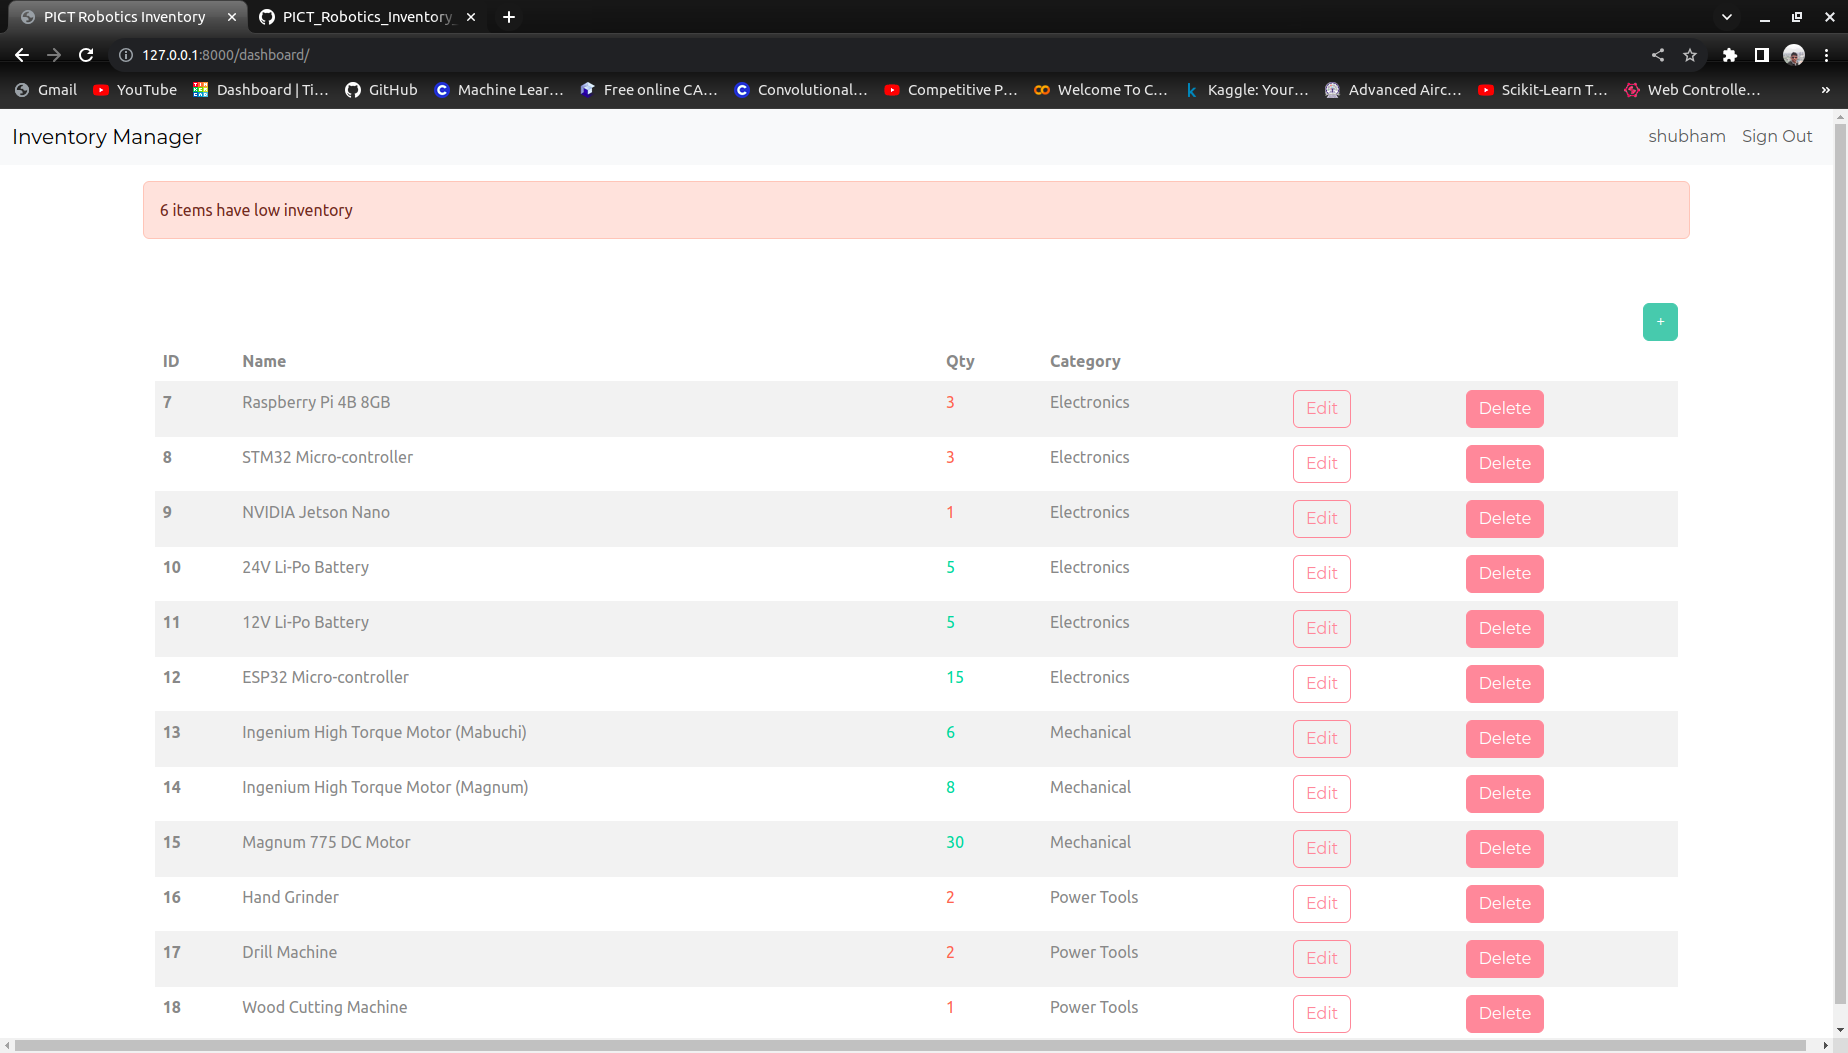 PICT Robotics Inventory
PICT_Robotics_Inventory_
127.0.0.1:8000/dashboard/
Gmail YouTube Dashboard | Ti... GitHub Machine Lear... Free online CA... Convolutional... Competitive P... Welcome To C... Kaggle: Your... Advanced Airc... Scikit-Learn T... Web Controlle... »
Inventory Manager shubham Sign Out
6 items have low inventory
+
ID Name Qty Category
7 Raspberry Pi 4B 8GB 3 Electronics Edit Delete
8 STM32 Micro-controller 3 Electronics Edit Delete
9 NVIDIA Jetson Nano 1 Electronics Edit Delete
10 24V Li-Po Battery 5 Electronics Edit Delete
11 12V Li-Po Battery 5 Electronics Edit Delete
12 ESP32 Micro-controller 15 Electronics Edit Delete
13 Ingenium High Torque Motor (Mabuchi) 6 Mechanical Edit Delete
14 Ingenium High Torque Motor (Magnum) 8 Mechanical Edit Delete
15 Magnum 775 DC Motor 30 Mechanical Edit Delete
16 Hand Grinder 2 Power Tools Edit Delete
17 Drill Machine 2 Power Tools Edit Delete
18 Wood Cutting Machine 1 Power Tools Edit Delete